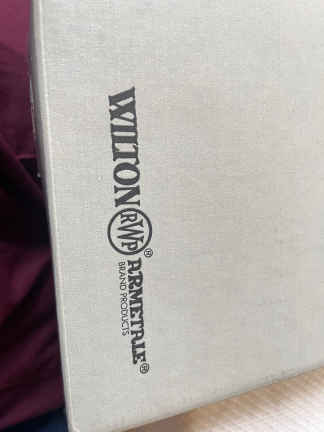 WILTON RWP® ARMETALE®
BRAND PRODUCTS